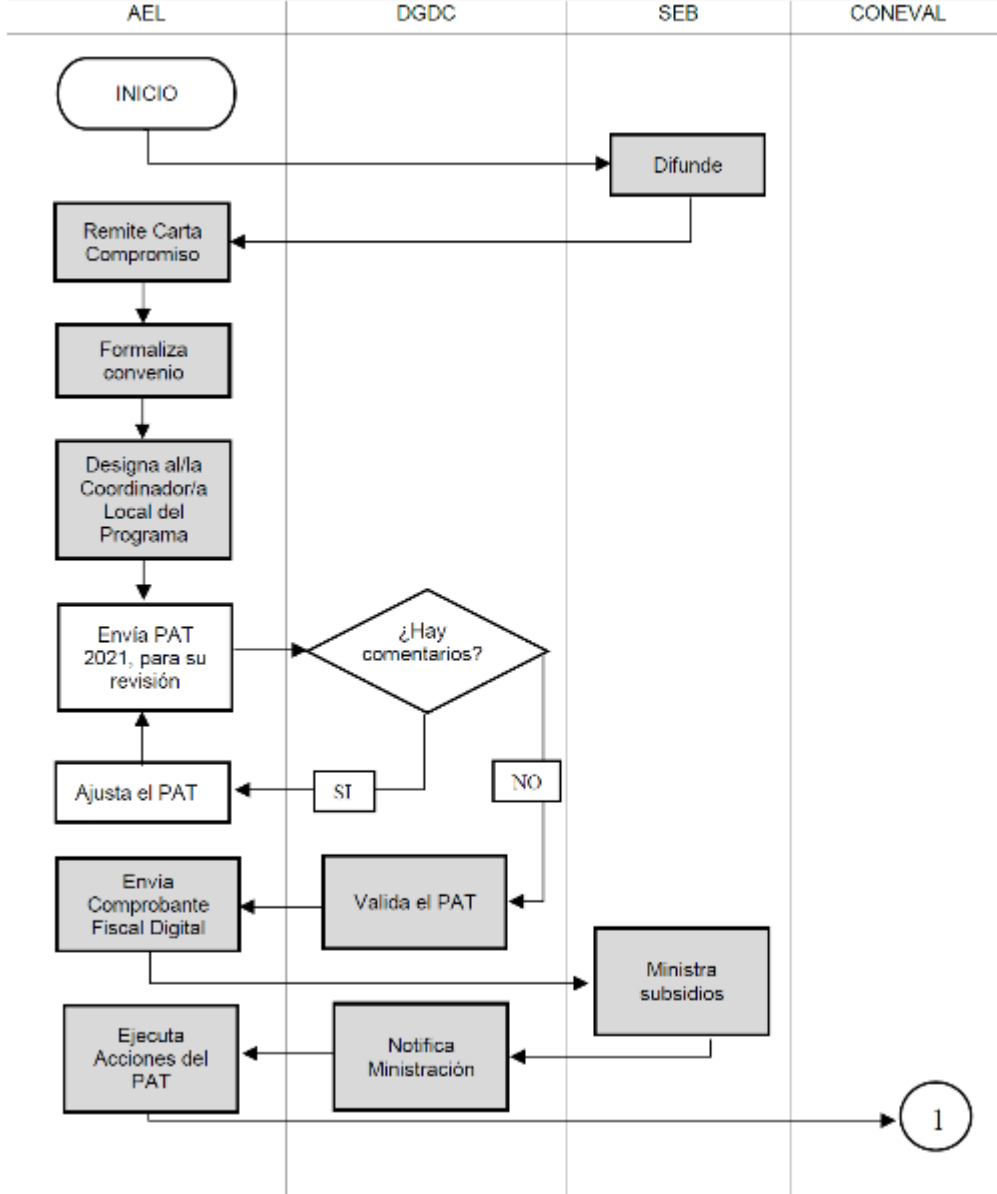 AEL
DGDC
SEB
CONEVAL
INICIO
Difunde
Remite Carta
Compromiso
Formaliza
convenio
Designa al/la
Coordinador/a
Local del
Programa
Envía PAT
2021, para su
revisión
¿Hay
comentarios?
Ajusta el PAT
SI
NO
Envia
Comprobante
Fiscal Digital
Valida el PAT
Ministra
subsidios
Ejecuta
Acciones del
PAT
Notifica
Ministración
1